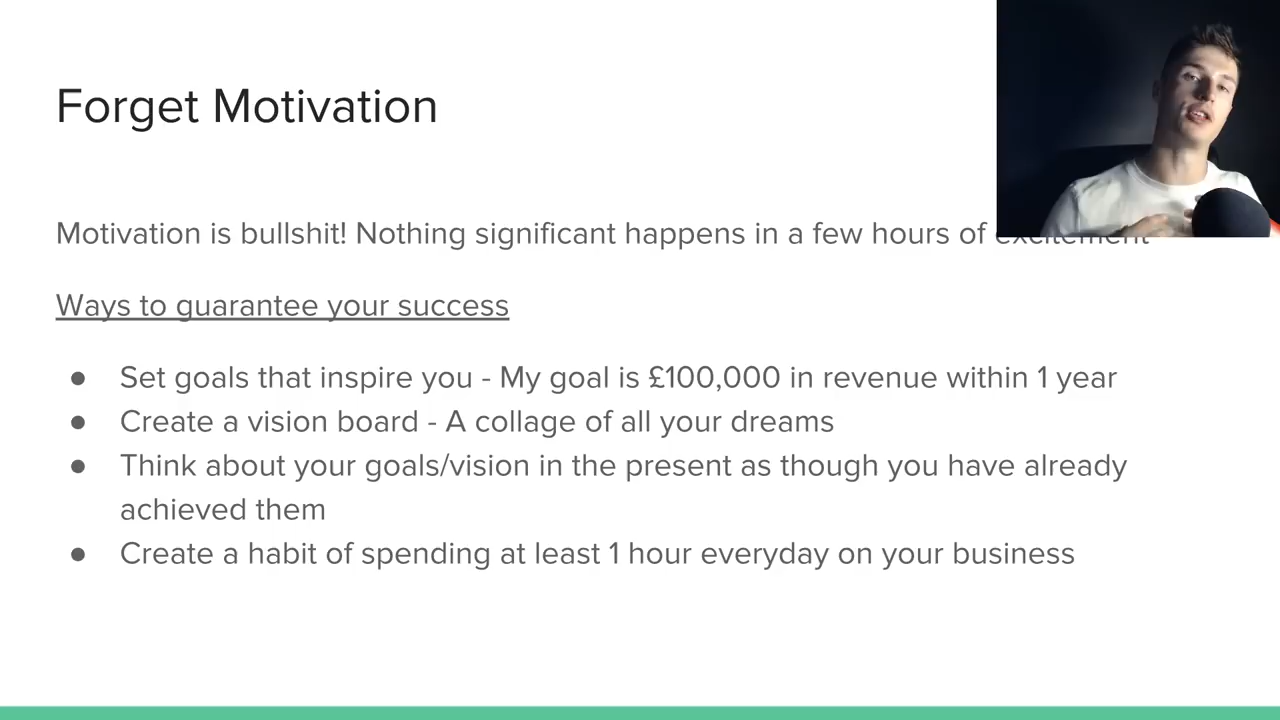 Forget Motivation
Motivation is bullshit! Nothing significant happens in a few hours of excitement
Ways to guarantee your success
● Set goals that inspire you - My goal is £100,000 in revenue within 1 year
● Create a vision board - A collage of all your dreams
● Think about your goals/vision in the present as though you have already
achieved them
● Create a habit of spending at least 1 hour everyday on your business